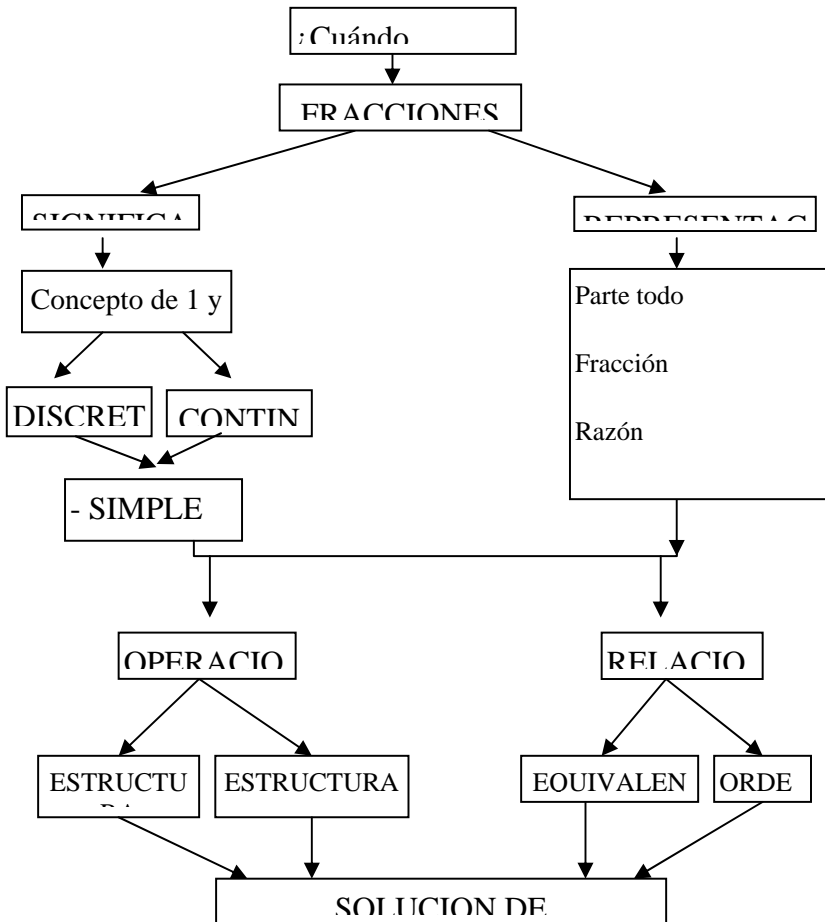 ¿Cuándo
FRACCIONES
SIGNIFICA
REPRESENTAC
Concepto de 1 y
Parte todo
Fracción
Razón
DISCRET
CONTIN
- SIMPLE
OPERACIO
RELACIO
ESTRUCTU
RA
ESTRUCTURA
EQUIVALEN
ORDE
SOLUCION DE